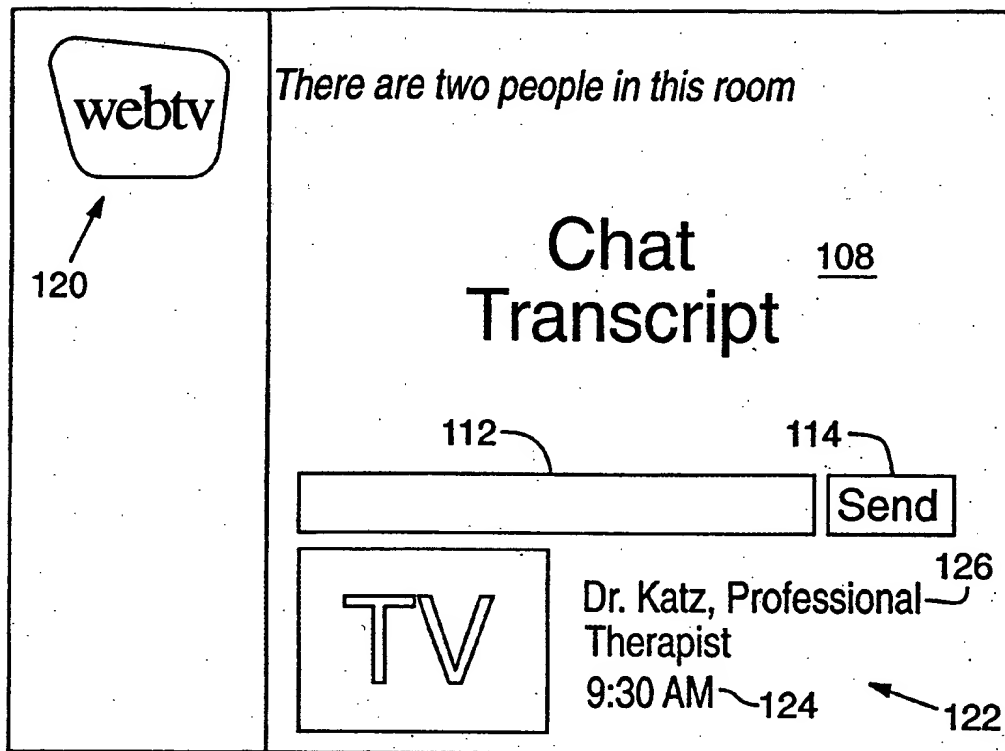 webtv
There are two people in this room
120
Chat
Transcript
108
112
114
Send
TV
Dr. Katz, Professional
Therapist
9:30 AM
126
124
122